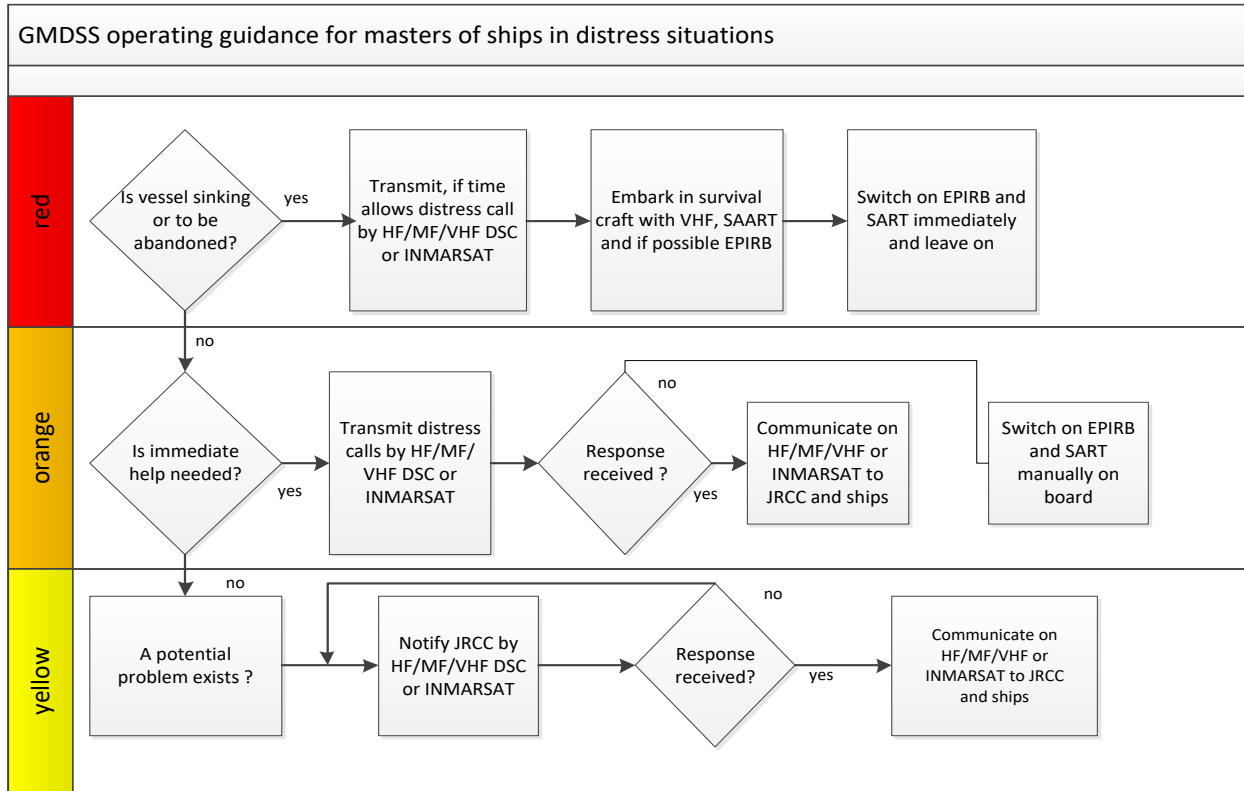 GMDSS operating guidance for masters of ships in distress situations
red
Is vessel sinking
or to be
abandoned?
yes
Transmit, if time
allows distress call
by HF/MF/VHF DSC
or INMARSAT
Embark in survival
craft with VHF, SAART
and if possible EPIRB
Switch on EPIRB and
SART immediately
and leave on
no
orange
Is immediate
help needed?
yes
Transmit distress
calls by HF/MF/
VHF DSC or
INMARSAT
Response
received ?
no
yes
Communicate on
HF/MF/VHF or
INMARSAT to
JRCC and ships
Switch on EPIRB
and SART
manually on
board
no
yellow
A potential
problem exists ?
Notify JRCC by
HF/MF/VHF DSC
or INMARSAT
Response
received?
no
yes
Communicate on
HF/MF/VHF or
INMARSAT to JRCC
and ships